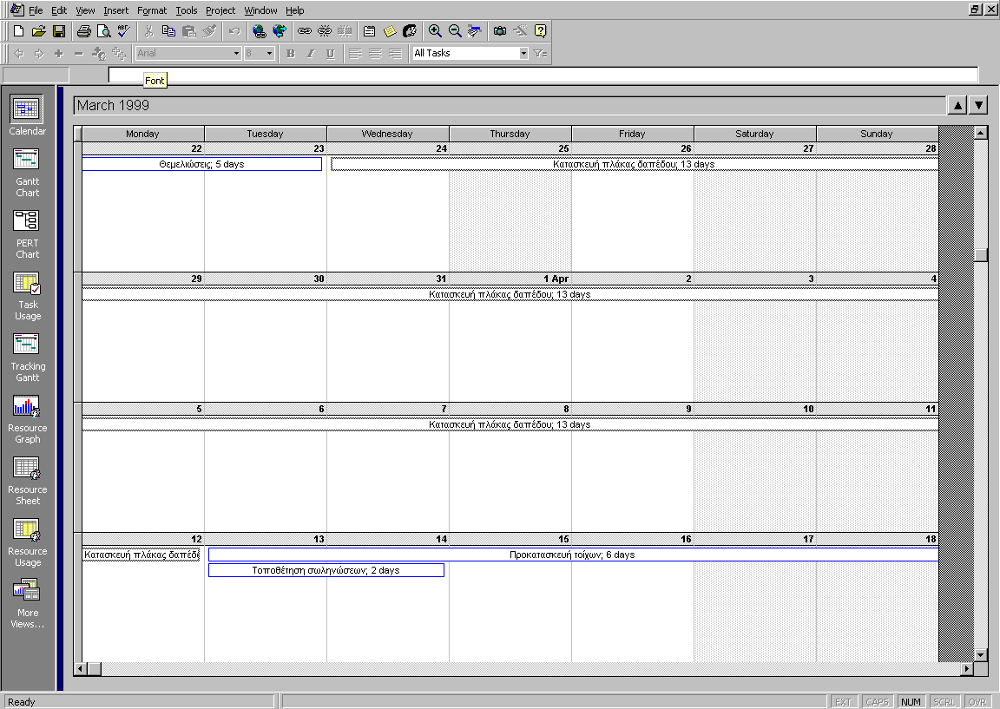 File Edit View Insert Format Tools Project Window Help
Arial 8 B I U All Tasks
Font
March 1999
Calendar
Gantt
Chart
PERT
Chart
Task
Usage
Tracking
Gantt
Resource
Graph
Resource
Sheet
Resource
Usage
More
Views...
Monday Tuesday Wednesday Thursday Friday Saturday Sunday
22 23 24 25 26 27 28
Θεμελιώσεις; 5 days Κατασκευή πλάκας δαπέδου; 13 days
29 30 31 1 Apr 2 3 4
Κατασκευή πλάκας δαπέδου; 13 days
5 6 7 8 9 10 11
Κατασκευή πλάκας δαπέδου; 13 days
12 13 14 15 16 17 18
Κατασκευή πλάκας δαπέδ Προκατασκευή τοίχων; 6 days
Τοποθέτηση σωληνώσεων; 2 days
Ready EXT CAPS NUM SCRL OVR